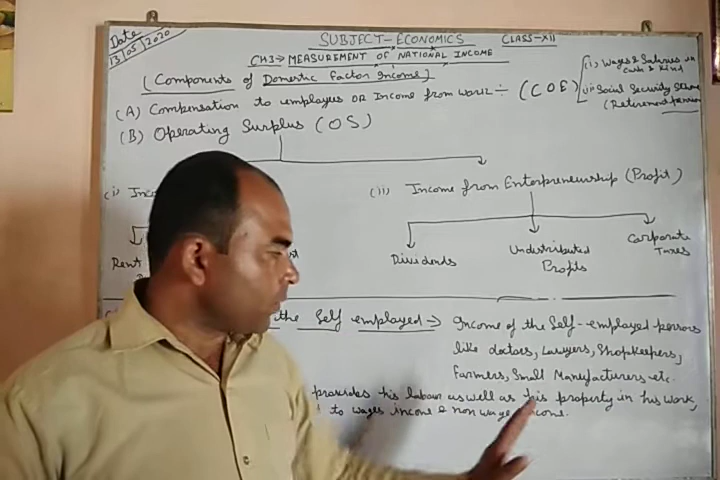 Date
13/05/2020
SUBJECT-ECONOMICS CLASS-XII
CH3→ MEASUREMENT OF NATIONAL INCOME
(Components of Domestic Factor Income)
(A) Compensation to employees OR Income from work ÷ (COE)
(i) Wages & Salaries in
Cash & Kind
(ii) Social Security
(Retirement pension
(B) Operating Surplus (OS)
(i)
(ii) Income from Enterpreneurship (Profit)
Rent
Dividends
Undistributed
Profits
Corporate
Taxes
the Self employed → Income of the Self-employed persons
like doctors, Lawyers, Shopkeepers,
Farmers, Small Manufacturers etc.
provides his labour as well as his property in his work,
to wages income & non wage income.